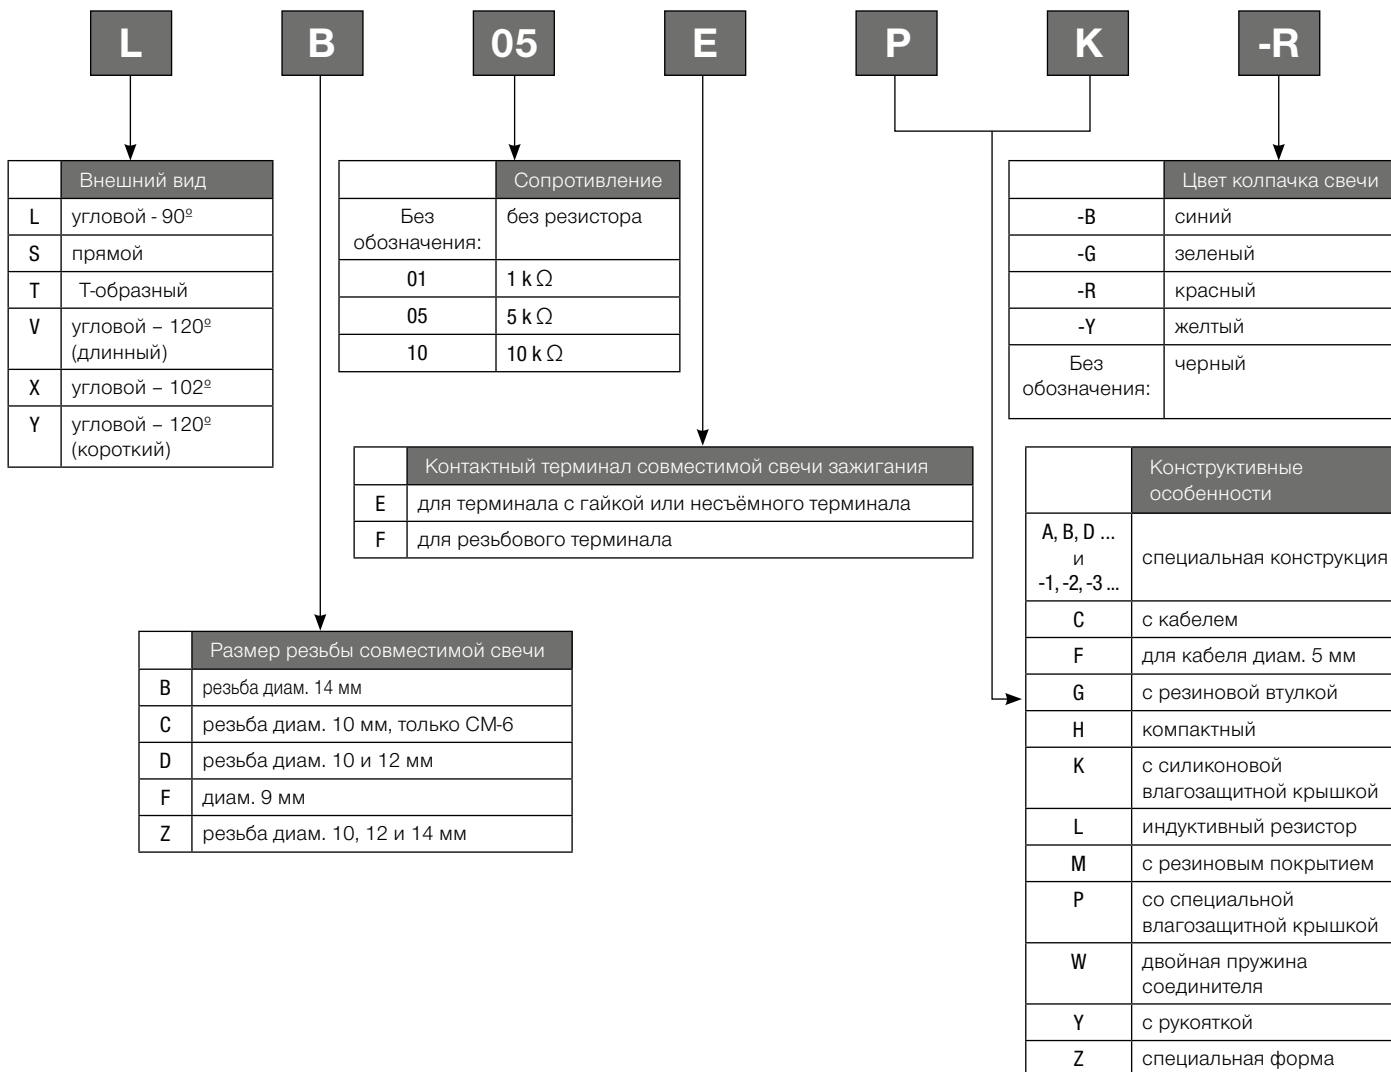 L B 05 E P K -R
Внешний вид
L угловой - 90º
S прямой
T Т-образный
V угловой – 120º
(длинный)
X угловой – 102º
Y угловой – 120º
(короткий)
Сопротивление
Без без резистора
обозначения:
01 1 k Ω
05 5 k Ω
10 10 k Ω
Цвет колпачка свечи
-B синий
-G зеленый
-R красный
-Y желтый
Без черный
обозначения:
Контактный терминал совместимой свечи зажигания
E для терминала с гайкой или несъёмного терминала
F для резьбового терминала
Размер резьбы совместимой свечи
B резьба диам. 14 мм
C резьба диам. 10 мм, только CM-6
D резьба диам. 10 и 12 мм
F диам. 9 мм
Z резьба диам. 10, 12 и 14 мм
Конструктивные
особенности
A, B, D ...
и специальная конструкция
-1, -2, -3 ...
C с кабелем
F для кабеля диам. 5 мм
G с резиновой втулкой
H компактный
K с силиконовой
влагозащитной крышкой
L индуктивный резистор
M с резиновым покрытием
P со специальной
влагозащитной крышкой
W двойная пружина
соединителя
Y с рукояткой
Z специальная форма